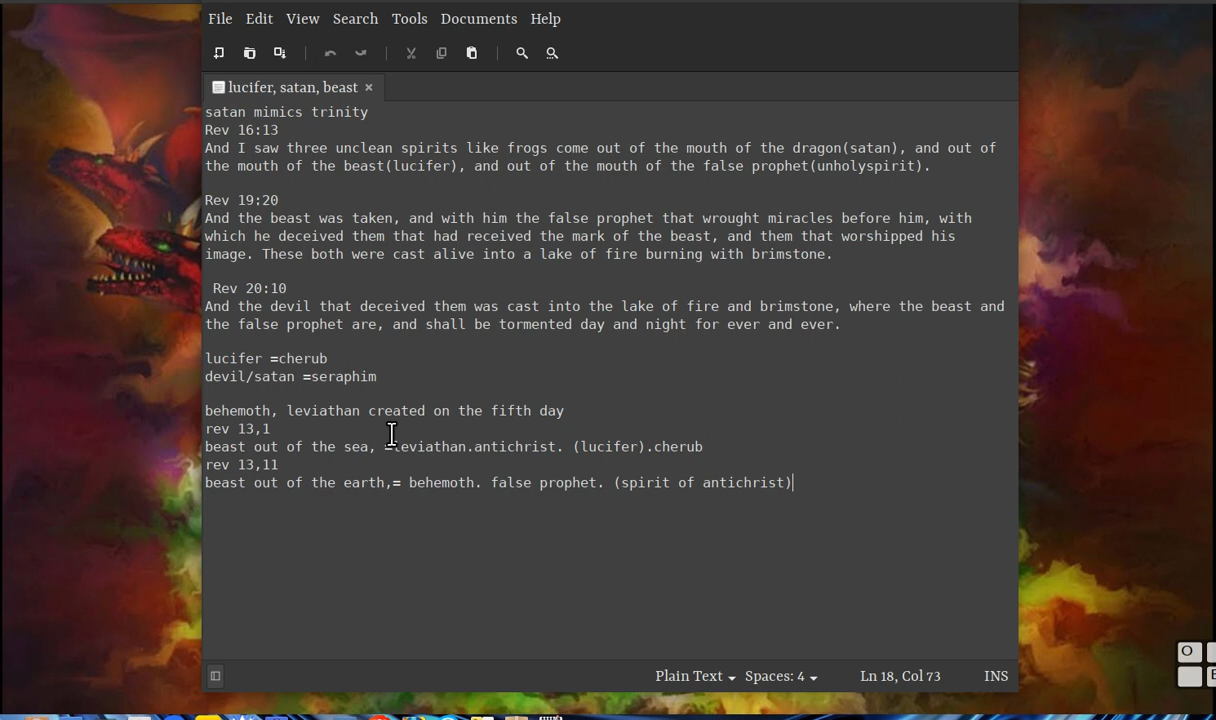 File Edit View Search Tools Documents Help
lucifer, satan, beast ×
satan mimics trinity
Rev 16:13
And I saw three unclean spirits like frogs come out of the mouth of the dragon(satan), and out of
the mouth of the beast(lucifer), and out of the mouth of the false prophet(unholyspirit).
Rev 19:20
And the beast was taken, and with him the false prophet that wrought miracles before him, with
which he deceived them that had received the mark of the beast, and them that worshipped his
image. These both were cast alive into a lake of fire burning with brimstone.
Rev 20:10
And the devil that deceived them was cast into the lake of fire and brimstone, where the beast and
the false prophet are, and shall be tormented day and night for ever and ever.
lucifer =cherub
devil/satan =seraphim
behemoth, leviathan created on the fifth day
rev 13,1
beast out of the sea, =leviathan.antichrist. (lucifer).cherub
rev 13,11
beast out of the earth,= behemoth. false prophet. (spirit of antichrist)
Plain Text Spaces: 4 Ln 18, Col 73 INS
O